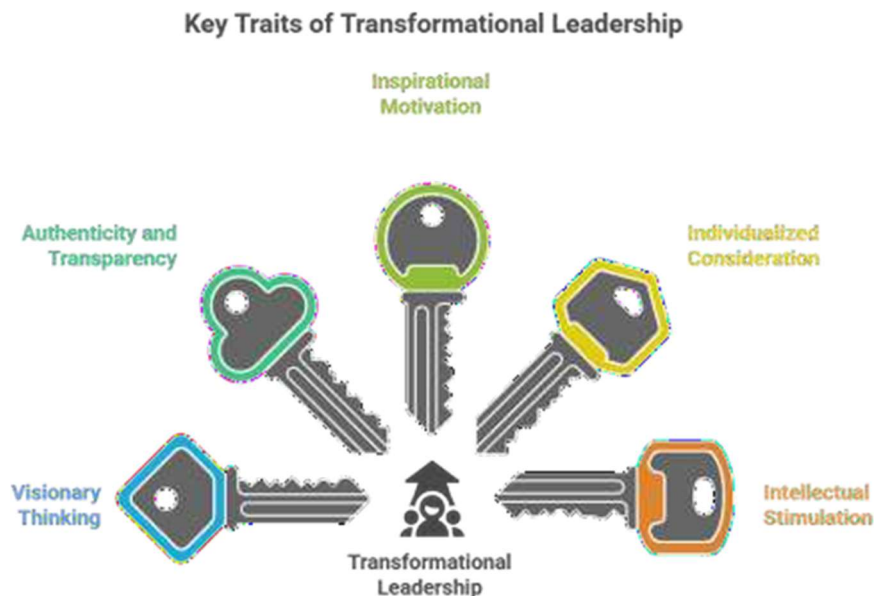 Key Traits of Transformational Leadership
Inspirational
Motivation
Authenticity and
Transparency
Individualized
Consideration
Visionary
Thinking
Intellectual
Stimulation
Transformational
Leadership